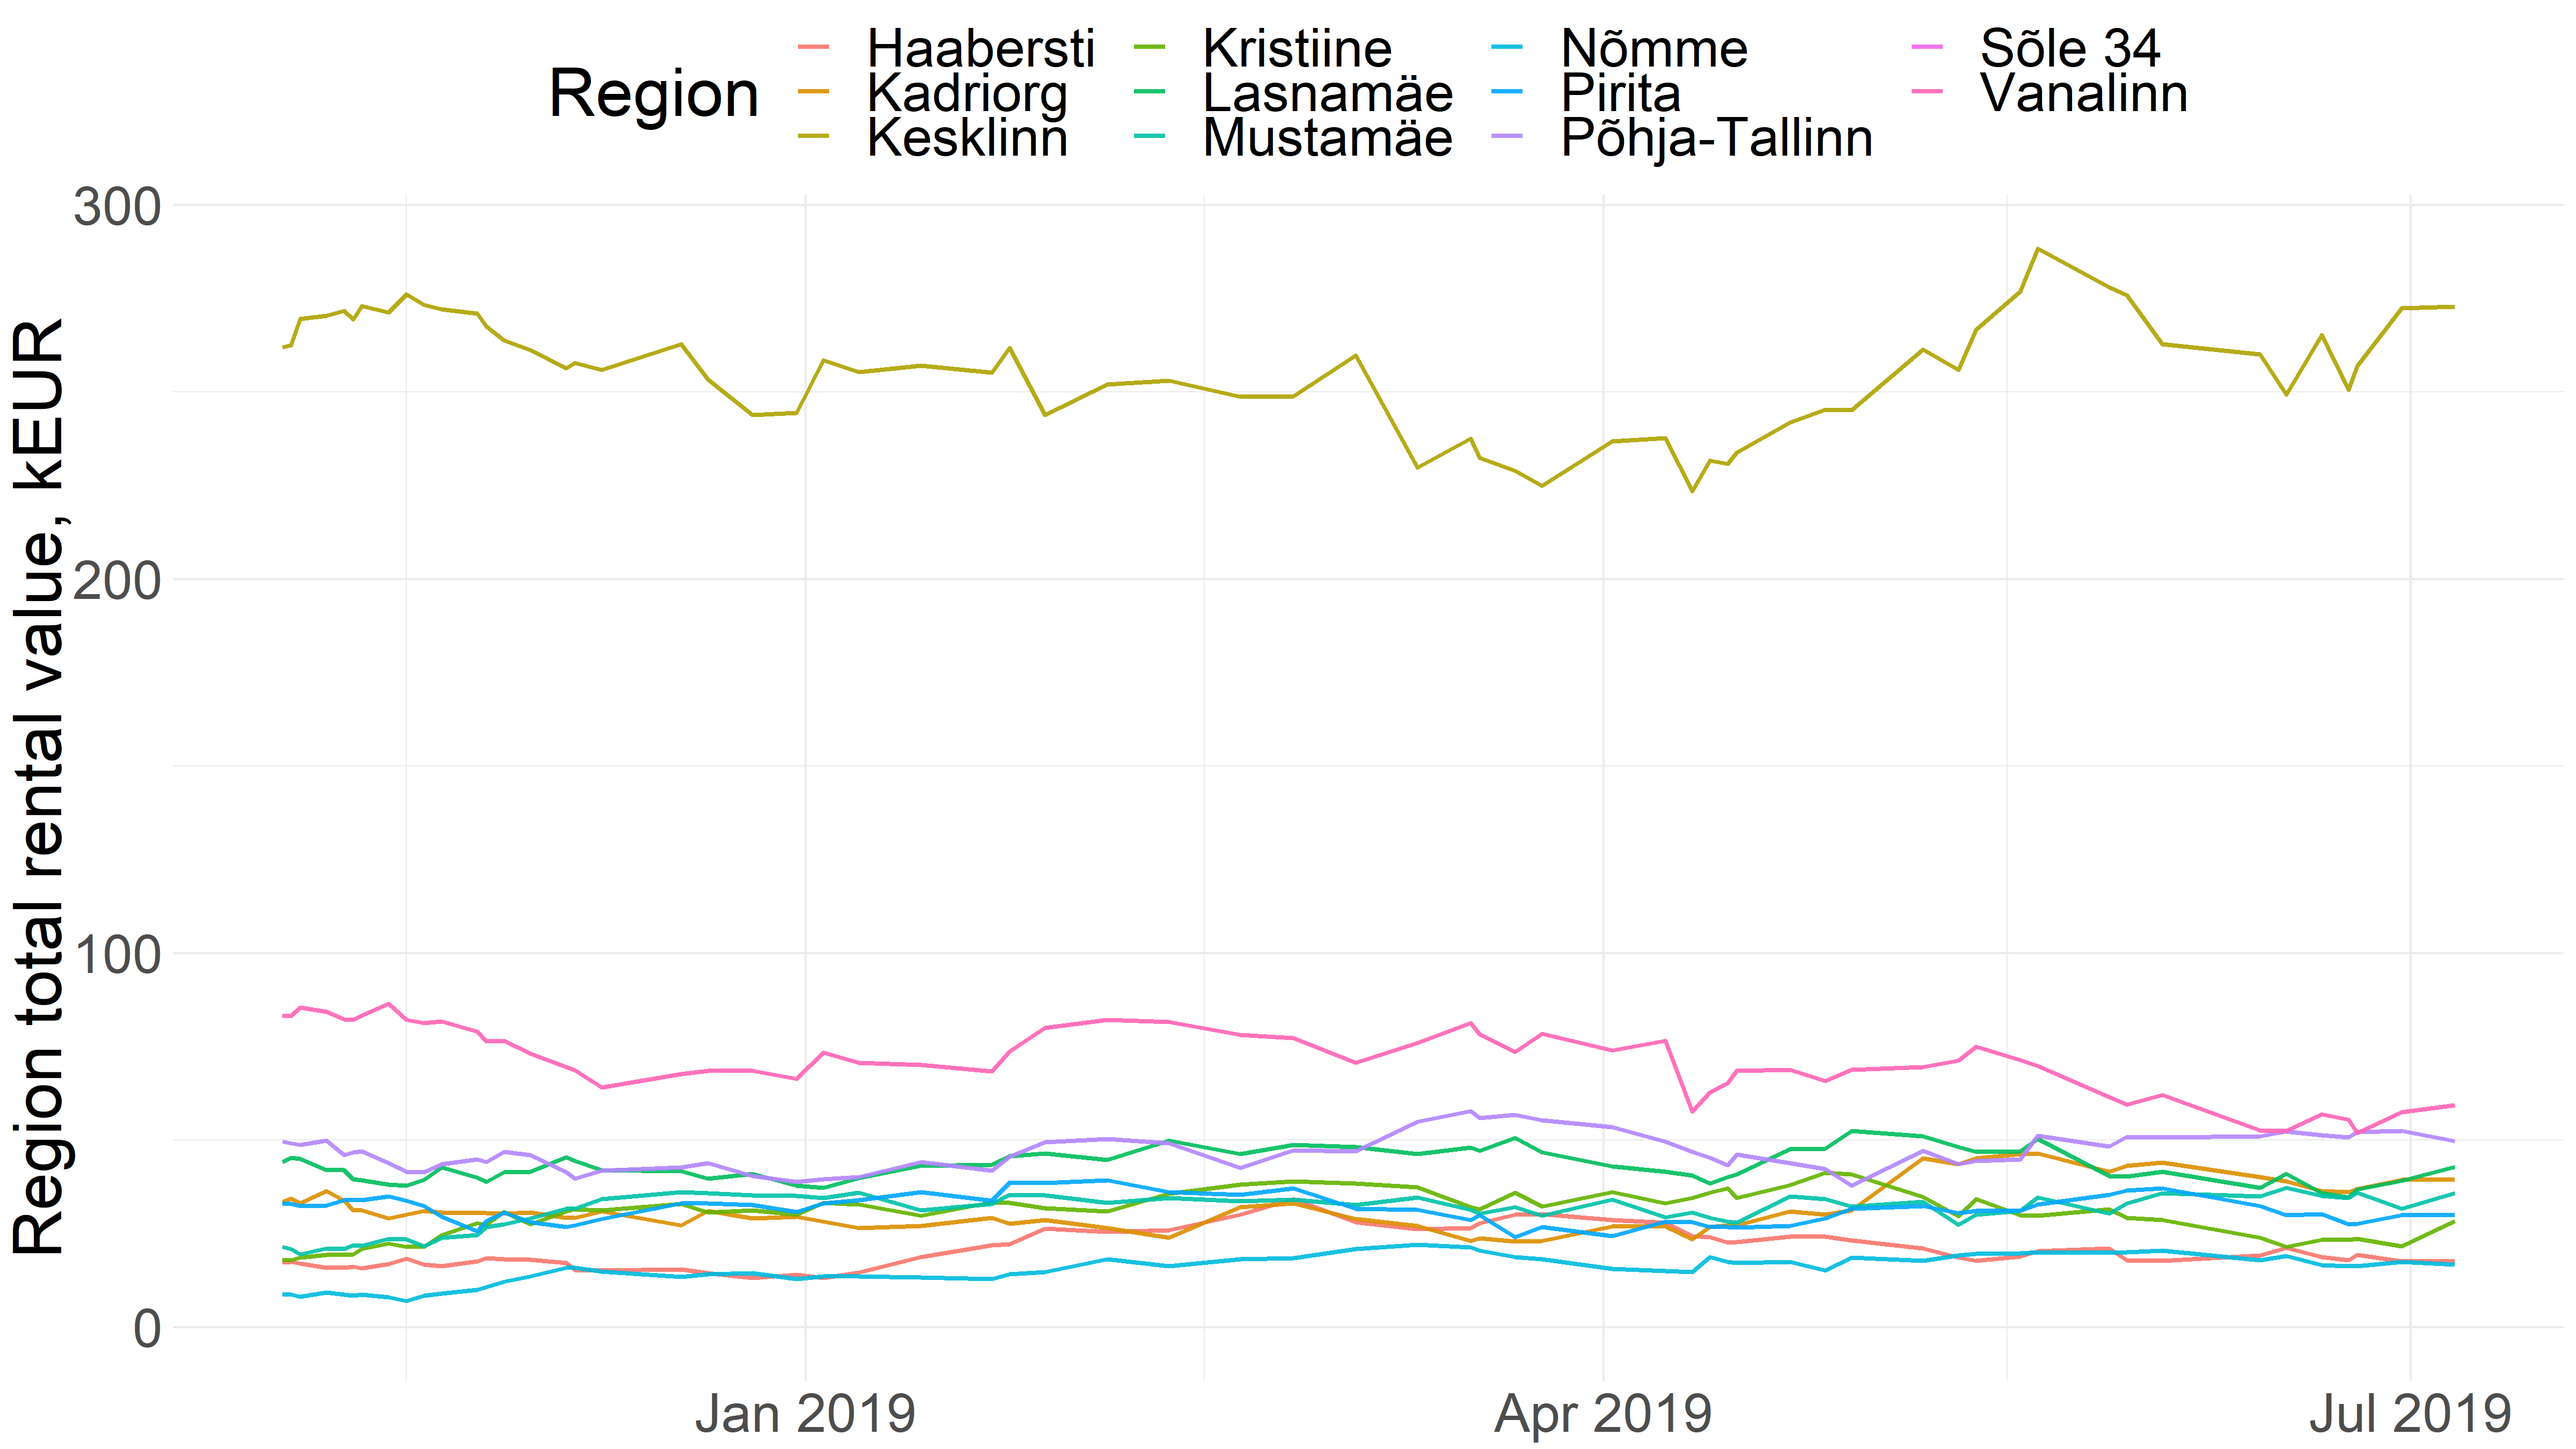 Region
Haabersti Kristiine Nõmme Sõle 34
Kadriorg Lasnamäe Pirita Vanalinn
Kesklinn Mustamäe Põhja-Tallinn
Region total rental value, kEUR
300
200
100
0
Jan 2019 Apr 2019 Jul 2019